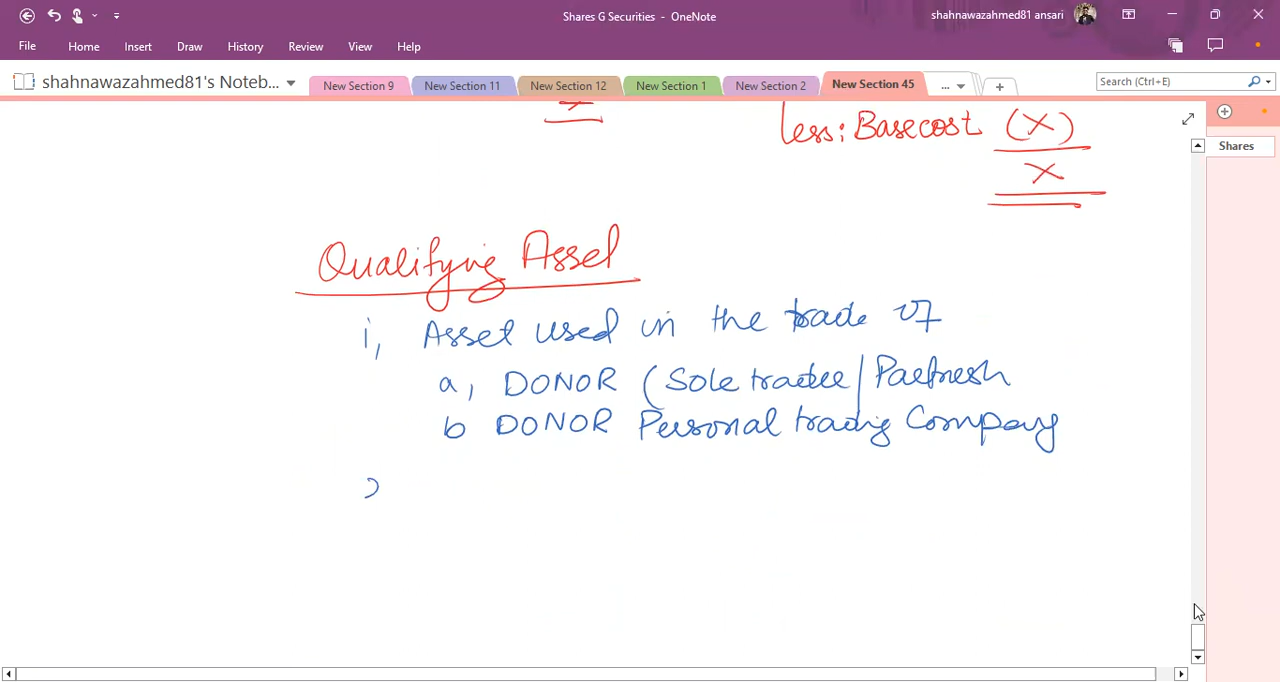 Shares G Securities - OneNote
shahnawazahmed81 ansari
File Home Insert Draw History Review View Help
shahnawazahmed81's Noteb...
New Section 9
New Section 11
New Section 12
New Section 1
New Section 2
New Section 45
...
Search (Ctrl+E)
Shares
x
less: Basecost (X)
X
Qualifying Asset
i, Asset used in the trade of
a, DONOR (Sole trader/Partnesh
b DONOR Personal trading Company